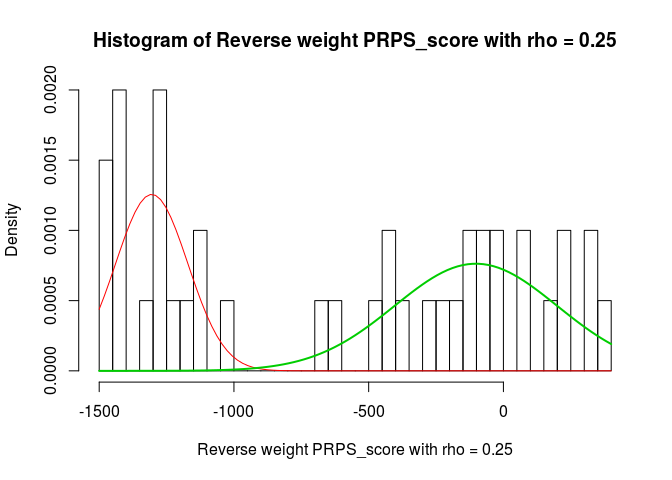 Histogram of Reverse weight PRPS_score with rho = 0.25
Density
0.0020
0.0015
0.0010
0.0005
0.0000
-1500 -1000 -500 0
Reverse weight PRPS_score with rho = 0.25